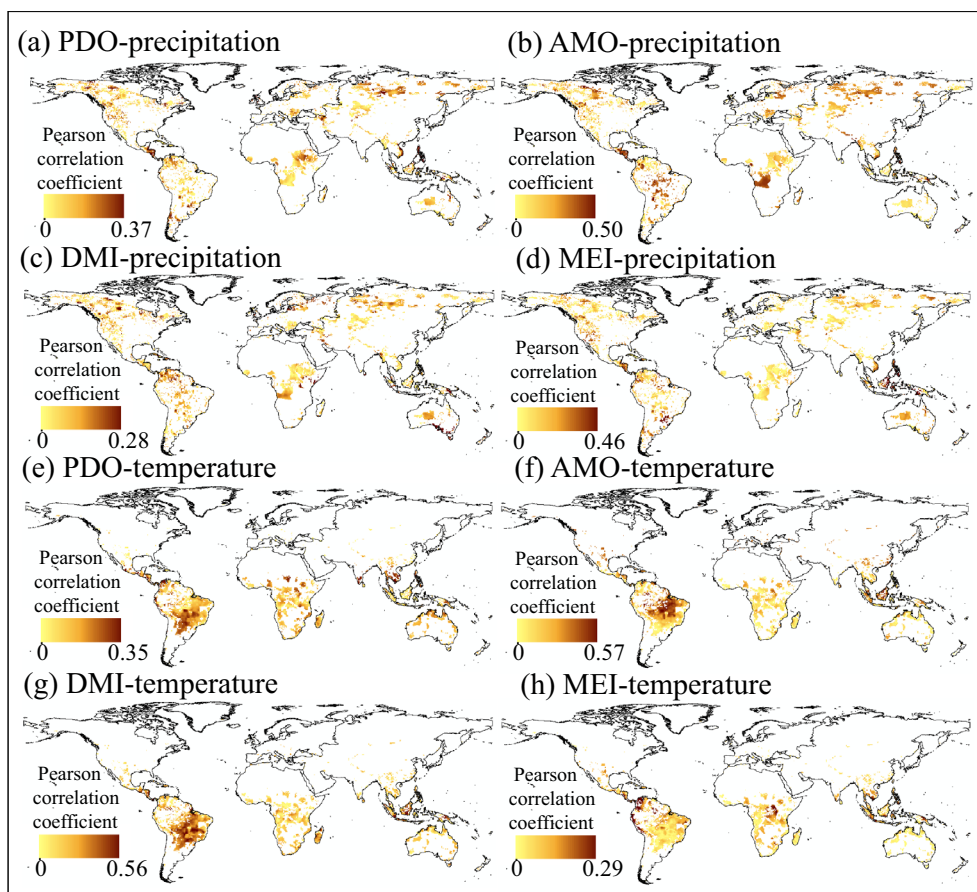 (a) PDO-precipitation
Pearson
correlation
coefficient
0 0.37
(b) AMO-precipitation
Pearson
correlation
coefficient
0 0.50
(c) DMI-precipitation
Pearson
correlation
coefficient
0 0.28
(d) MEI-precipitation
Pearson
correlation
coefficient
0 0.46
(e) PDO-temperature
Pearson
correlation
coefficient
0 0.35
(f) AMO-temperature
Pearson
correlation
coefficient
0 0.57
(g) DMI-temperature
Pearson
correlation
coefficient
0 0.56
(h) MEI-temperature
Pearson
correlation
coefficient
0 0.29